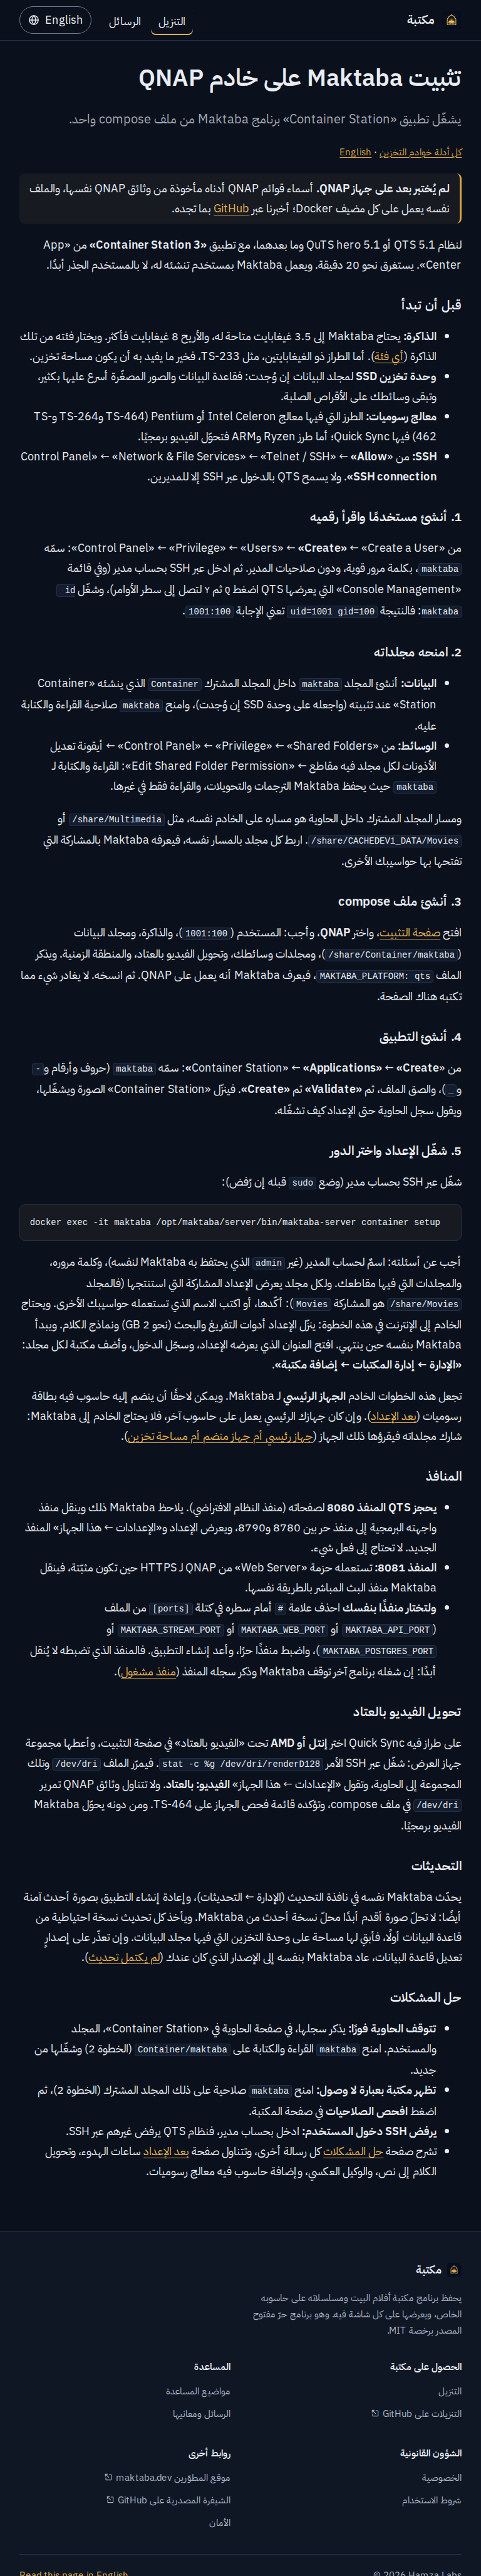 مكتبة
التنزيل
الرسائل
English
تثبيت Maktaba على خادم QNAP
يشغّل تطبيق «Container Station» برنامج Maktaba من ملف compose واحد.
كل أدلة خوادم التخزين · English
لم يُختبر بعد على جهاز QNAP. أسماء قوائم QNAP أدناه مأخوذة من وثائق QNAP نفسها، والملف
نفسه يعمل على كل مضيف Docker؛ أخبرنا عبر GitHub بما تجده.
لنظام QTS 5.1 أو QuTS hero 5.1 وما بعدهما، مع تطبيق «Container Station 3» من «App
Center». يستغرق نحو 20 دقيقة. ويعمل Maktaba بمستخدم تنشئه له، لا بالمستخدم الجذر أبدًا.
قبل أن تبدأ
الذاكرة: يحتاج Maktaba إلى 3.5 غيغابايت متاحة له، والأربع 8 غيغابايت فأكثر. ويختار فئته من تلك
الذاكرة (أي فئة). أما الطراز ذو الغيغابايتين، مثل TS-233، فخير ما يفيد به أن يكون مساحة تخزين.
وحدة تخزين SSD لمجلد البيانات إن وُجدت: فقاعدة البيانات والصور المصغّرة أسرع عليها بكثير،
وتبقى وسائطك على الأقراص الصلبة.
معالج رسوميات: الطرز التي فيها معالج Intel Celeron أو Pentium (TS-464 وTS-264 وTS-
462) فيها Quick Sync؛ أما طرز Ryzen وARM فتحوّل الفيديو برمجيًا.
SSH: من «Control Panel» ← «Network & File Services» ← «Telnet / SSH» ← «Allow
SSH connection». ولا يسمح QTS بالدخول عبر SSH إلا للمديرين.
1. أنشئ مستخدمًا واقرأ رقميه
من «Control Panel» ← «Privilege» ← «Users» ← «Create» ← «Create a User»: سمّه
maktaba، بكلمة مرور قوية، ودون صلاحيات المدير. ثم ادخل عبر SSH بحساب مدير (وفي قائمة
«Console Management» التي يعرضها QTS اضغط Q ثم Y لتصل إلى سطر الأوامر)، وشغّل id
maktaba: فالنتيجة uid=1001 gid=100 تعني الإجابة 1001:100.
2. امنحه مجلداته
البيانات: أنشئ المجلد maktaba داخل المجلد المشترك Container الذي ينشئه «Container
Station» عند تثبيته (واجعله على وحدة SSD إن وُجدت)، وامنح maktaba صلاحية القراءة والكتابة
عليه.
الوسائط: من «Control Panel» ← «Privilege» ← «Shared Folders» ← أيقونة تعديل
الأذونات لكل مجلد فيه مقاطع ← «Edit Shared Folder Permission»: القراءة والكتابة لـ
maktaba حيث يحفظ Maktaba الترجمات والتحويلات، والقراءة فقط في غيرها.
ومسار المجلد المشترك داخل الحاوية هو مساره على الخادم نفسه، مثل /share/Multimedia أو
/share/CACHEDEV1_DATA/Movies. اربط كل مجلد بالمسار نفسه، فيعرفه Maktaba بالمشاركة التي
تفتحها بها حواسيبك الأخرى.
3. أنشئ ملف compose
افتح صفحة التثبيت، واختر QNAP، وأجب: المستخدم (1001:100)، والذاكرة، ومجلد البيانات
(/share/Container/maktaba)، ومجلدات وسائطك، وتحويل الفيديو بالعتاد، والمنطقة الزمنية. ويذكر
الملف MAKTABA_PLATFORM: qts، فيعرف Maktaba أنه يعمل على QNAP. ثم انسخه. لا يغادر شيء مما
تكتبه هناك الصفحة.
4. أنشئ التطبيق
من «Container Station» ← «Applications» ← «Create»: سمّه maktaba (حروف وأرقام و-
و_)، والصق الملف، ثم «Validate» ثم «Create». فينزّل «Container Station» الصورة ويشغّلها،
ويقول سجل الحاوية حتى الإعداد كيف تشغّله.
5. شغّل الإعداد واختر الدور
شغّل عبر SSH بحساب مدير (وضع sudo قبله إن رُفض):
docker exec -it maktaba /opt/maktaba/server/bin/maktaba-server container setup
أجب عن أسئلته: اسمٌ لحساب المدير (غير admin الذي يحتفظ به Maktaba لنفسه)، وكلمة مروره،
والمجلدات التي فيها مقاطعك. ولكل مجلد يعرض الإعداد المشاركة التي استنتجها (فالمجلد
/share/Movies هو المشاركة Movies): أكّدها، أو اكتب الاسم الذي تستعمله حواسيبك الأخرى. ويحتاج
الخادم إلى الإنترنت في هذه الخطوة: ينزّل الإعداد أدوات التفريغ والبحث (نحو 2 GB) ونماذج الكلام. ويبدأ
Maktaba بنفسه حين ينتهي. افتح العنوان الذي يعرضه الإعداد، وسجّل الدخول، وأضف مكتبة لكل مجلد:
«الإدارة ← إدارة المكتبات ← إضافة مكتبة».
تجعل هذه الخطوات الخادم الجهاز الرئيسي لـ Maktaba. ويمكن لاحقًا أن ينضم إليه حاسوب فيه بطاقة
رسوميات (بعد الإعداد). وإن كان جهازك الرئيسي يعمل على حاسوب آخر، فلا يحتاج الخادم إلى Maktaba:
شارك مجلداته فيقرؤها ذلك الجهاز (جهاز رئيسي أم جهاز منضم أم مساحة تخزين).
المنافذ
يحجز QTS المنفذ 8080 لصفحاته (منفذ النظام الافتراضي). يلاحظ Maktaba ذلك وينقل منفذ
واجهته البرمجية إلى منفذ حر بين 8780 و8790، ويعرض الإعداد و«الإعدادات ← هذا الجهاز» المنفذ
الجديد. لا تحتاج إلى فعل شيء.
المنفذ 8081: تستعمله حزمة «Web Server» من QNAP لـ HTTPS حين تكون مثبّتة، فينقل
Maktaba منفذ البث المباشر بالطريقة نفسها.
ولتختار منفذًا بنفسك احذف علامة # أمام سطره في كتلة [ports] من الملف
(MAKTABA_API_PORT أو MAKTABA_WEB_PORT أو MAKTABA_STREAM_PORT أو
MAKTABA_POSTGRES_PORT)، واضبط منفذًا حرًا، وأعد إنشاء التطبيق. فالمنفذ الذي تضبطه لا يُنقل
أبدًا: إن شغله برنامج آخر توقف Maktaba وذكر سجله المنفذ (منفذ مشغول).
تحويل الفيديو بالعتاد
على طراز فيه Quick Sync اختر إنتل أو AMD تحت «الفيديو بالعتاد» في صفحة التثبيت، وأعطها مجموعة
جهاز العرض: شغّل عبر SSH الأمر stat -c %g /dev/dri/renderD128. فيمرّر الملف /dev/dri وتلك
المجموعة إلى الحاوية، وتقول «الإعدادات ← هذا الجهاز» الفيديو: بالعتاد. ولا تتناول وثائق QNAP تمرير
/dev/dri في ملف compose، وتؤكده قائمة فحص الجهاز على TS-464. ومن دونه يحوّل Maktaba
الفيديو برمجيًا.
التحديثات
يحدّث Maktaba نفسه في نافذة التحديث (الإدارة ← التحديثات)، وإعادة إنشاء التطبيق بصورة أحدث آمنة
أيضًا: لا تحلّ صورة أقدم أبدًا محلّ نسخة أحدث من Maktaba. ويأخذ كل تحديث نسخة احتياطية من
قاعدة البيانات أولًا، فأبقِ لها مساحة على وحدة التخزين التي فيها مجلد البيانات. وإن تعذّر على إصدارٍ
تعديل قاعدة البيانات، عاد Maktaba بنفسه إلى الإصدار الذي كان عندك (لم يكتمل تحديث).
حل المشكلات
تتوقف الحاوية فورًا: يذكر سجلها، في صفحة الحاوية في «Container Station»، المجلد
والمستخدم. امنح maktaba القراءة والكتابة على Container/maktaba (الخطوة 2) وشغّلها من
جديد.
تظهر مكتبة بعبارة لا وصول: امنح maktaba صلاحية على ذلك المجلد المشترك (الخطوة 2)، ثم
اضغط افحص الصلاحيات في صفحة المكتبة.
يرفض SSH دخول المستخدم: ادخل بحساب مدير، فنظام QTS يرفض غيرهم عبر SSH.
تشرح صفحة حل المشكلات كل رسالة أخرى، وتتناول صفحة بعد الإعداد ساعات الهدوء، وتحويل
الكلام إلى نص، والوكيل العكسي، وإضافة حاسوب فيه معالج رسوميات.
مكتبة
يحفظ برنامج مكتبة أفلام البيت ومسلسلاته على حاسوبه
الخاص، ويعرضها على كل شاشة فيه. وهو برنامج حرّ مفتوح
المصدر برخصة MIT.
الحصول على مكتبة
التنزيل
التنزيلات على GitHub
المساعدة
مواضيع المساعدة
الرسائل ومعانيها
الشؤون القانونية
الخصوصية
شروط الاستخدام
روابط أخرى
موقع المطوّرين maktaba.dev
الشيفرة المصدرية على GitHub
الأمان
© 2026 Hamza Labs
Read this page in English